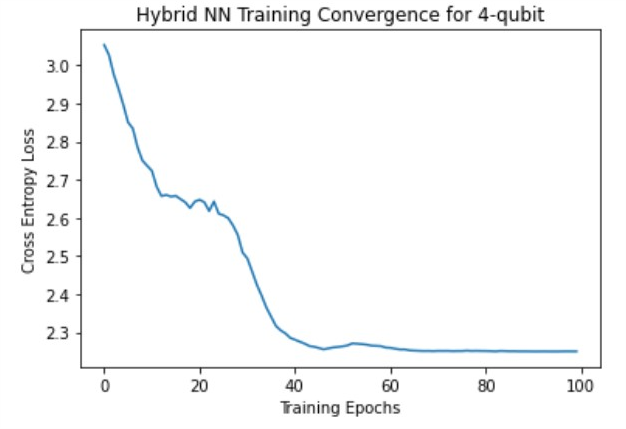 Hybrid NN Training Convergence for 4-qubit
3.0
2.9
2.8
2.7
2.6
2.5
2.4
2.3
Cross Entropy Loss
0 20 40 60 80 100
Training Epochs